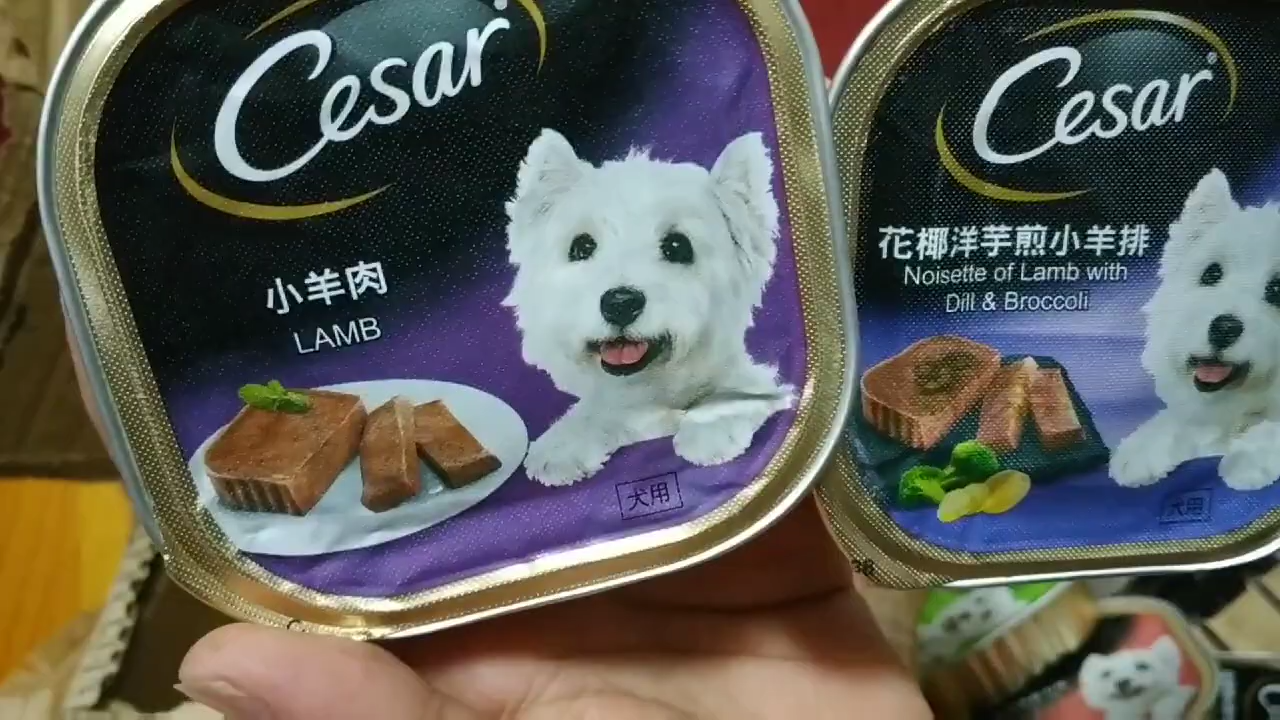 Cesar
小羊肉
LAMB
犬用
Cesar
花椰洋芋煎小羊排
Noisette of Lamb with
Dill & Broccoli
犬用